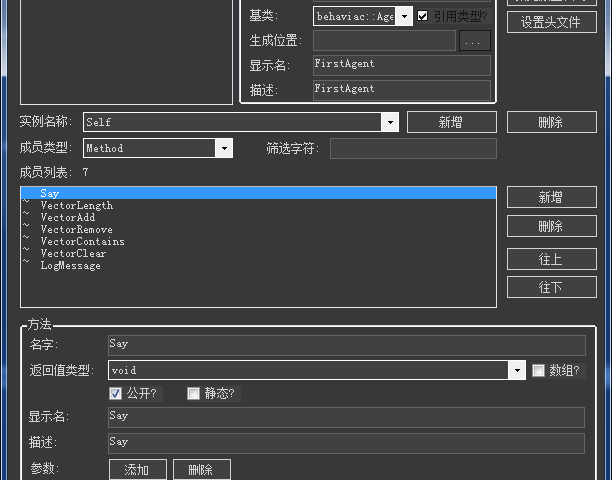 基类: behaviac::Age 引用类型?
设置头文件
生成位置: ...
显示名: FirstAgent
描述: FirstAgent
实例名称: Self 新增 删除
成员类型: Method 筛选字符:
成员列表: 7
Say
~ VectorLength
~ VectorAdd
~ VectorRemove
~ VectorContains
~ VectorClear
~ LogMessage
新增
删除
往上
往下
方法
名字: Say
返回值类型: void 数组?
公开? 静态?
显示名: Say
描述: Say
参数: 添加 删除